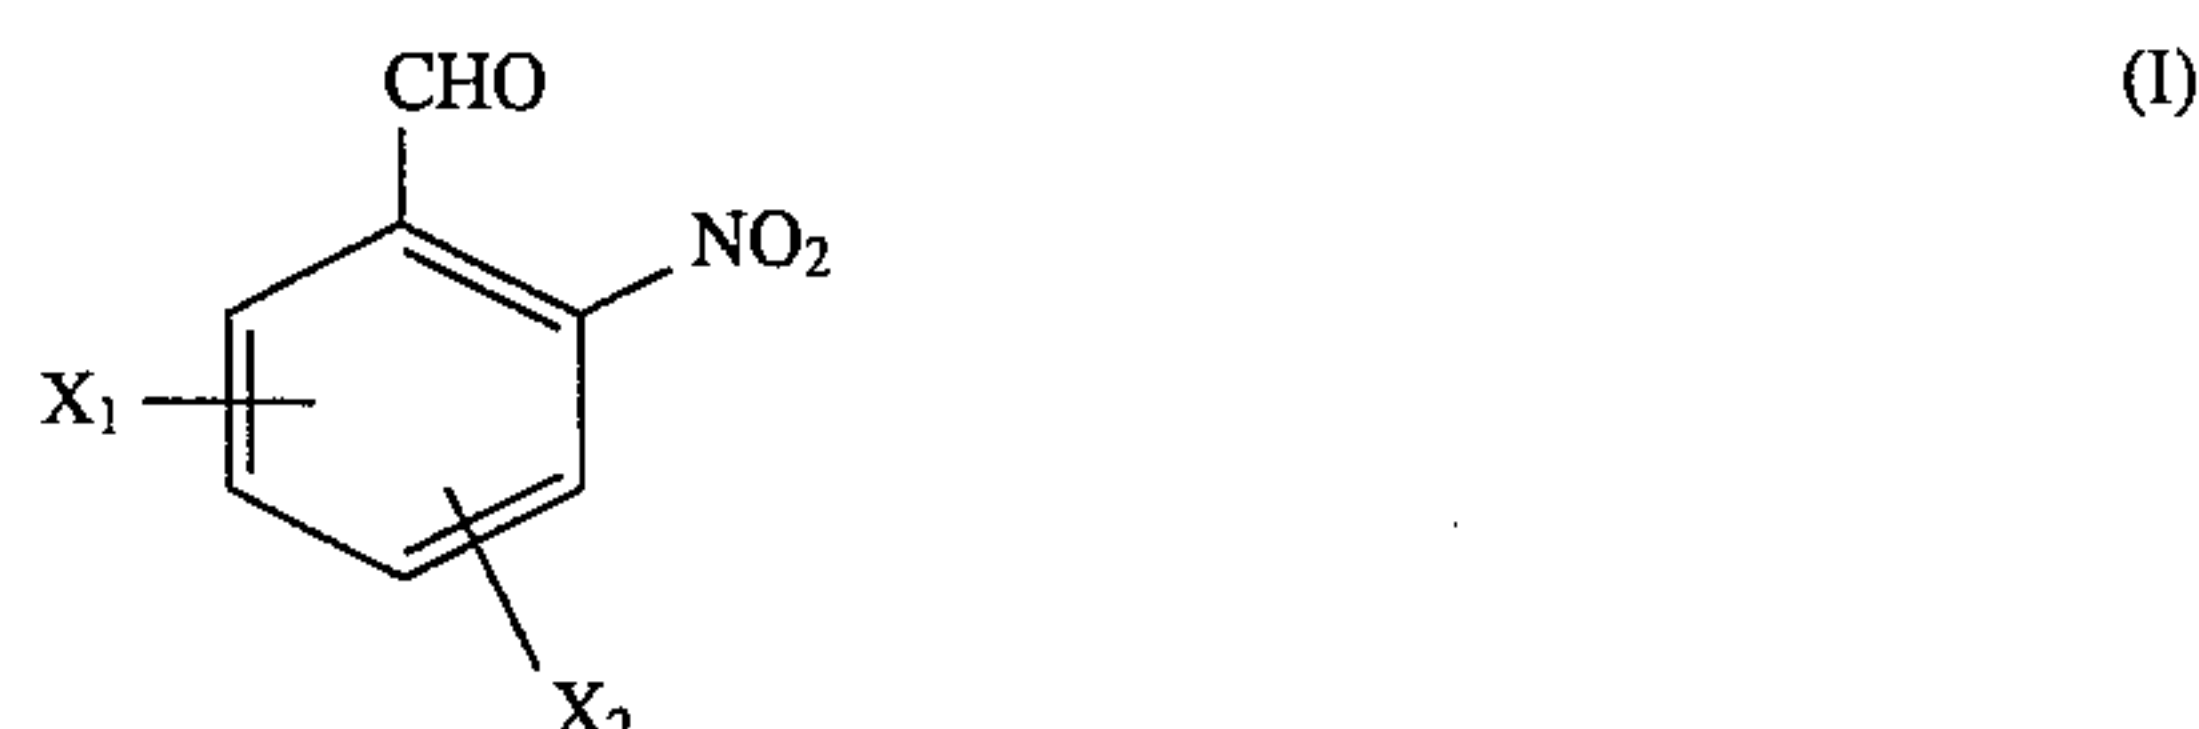 CHO (I)
NO₂
X₁
X₂